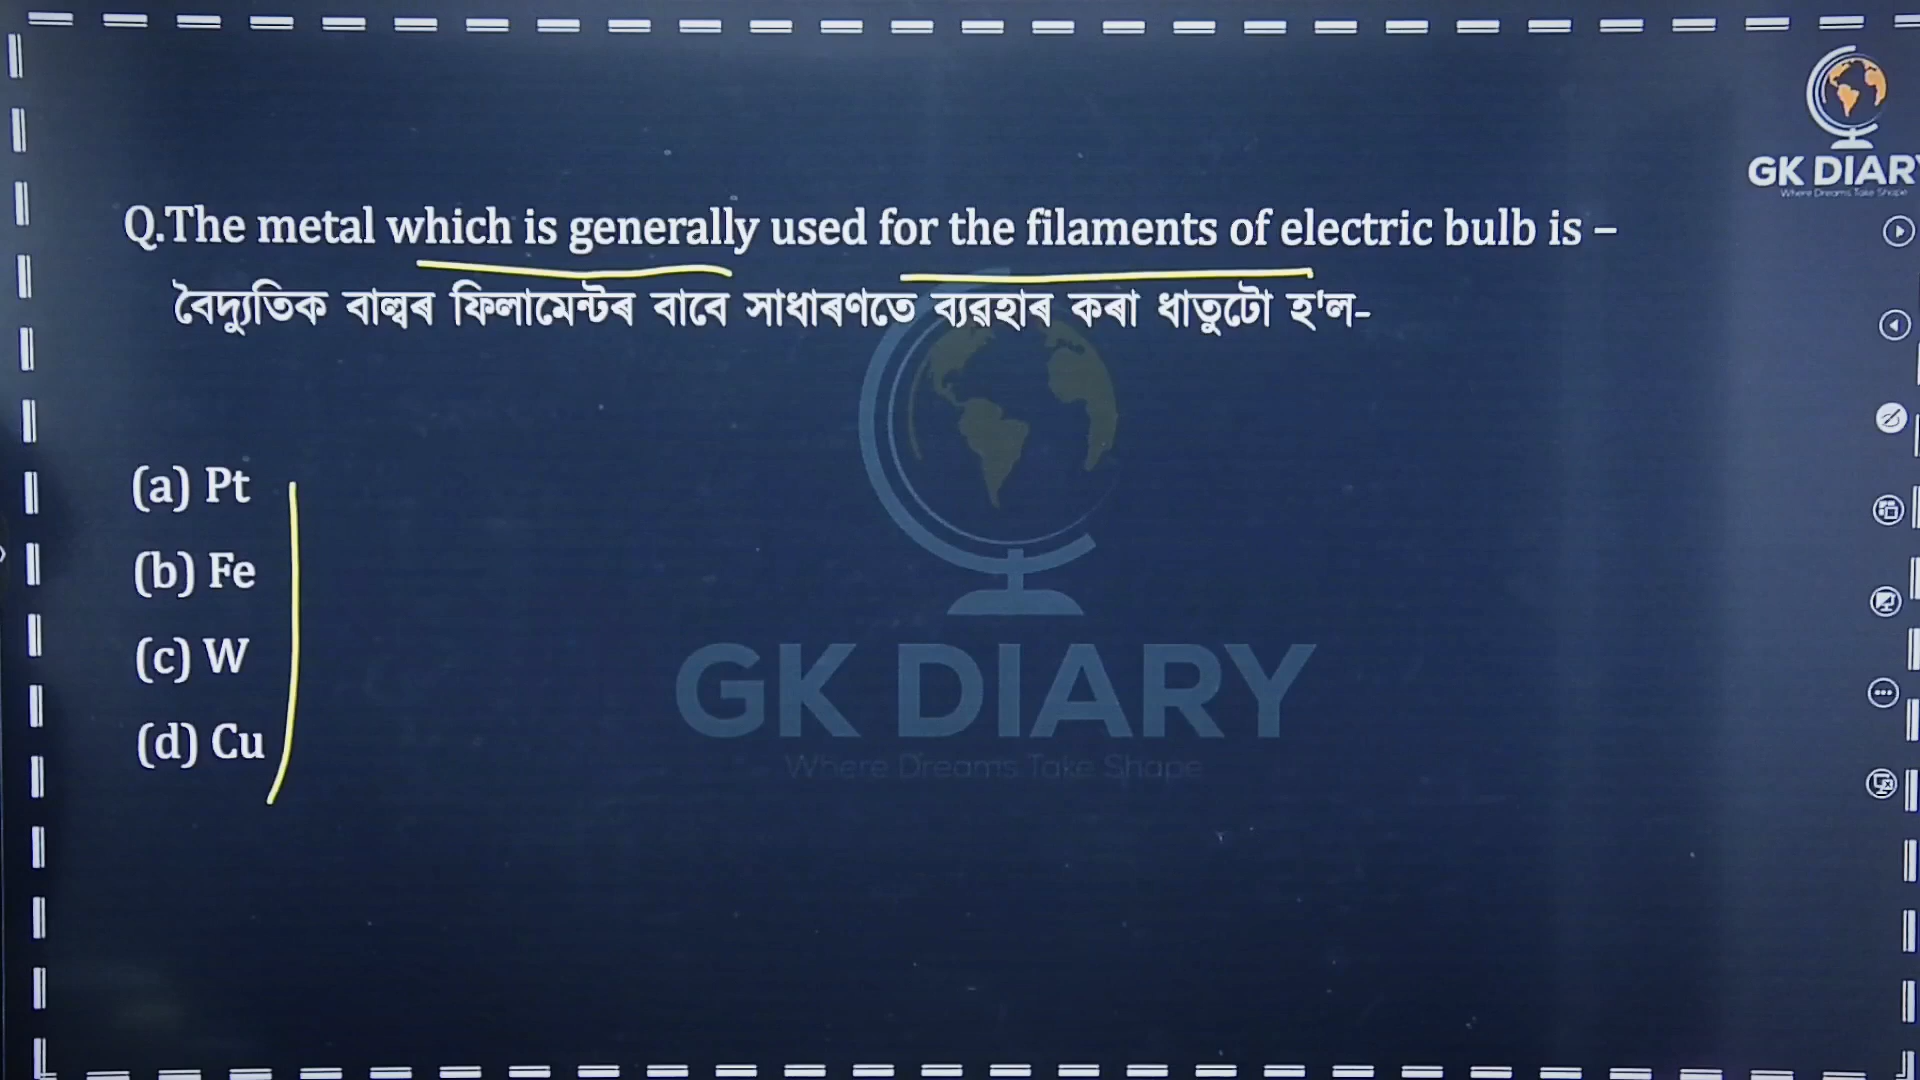 GK DIARY
Where Dreams Take Shape
Q.The metal which is generally used for the filaments of electric bulb is –
বৈদ্যুতিক বাল্বৰ ফিলামেন্টৰ বাবে সাধাৰণতে ব্যৱহাৰ কৰা ধাতুটো হ'ল-
(a) Pt
(b) Fe
(c) W
(d) Cu
GK DIARY
Where Dreams Take Shape